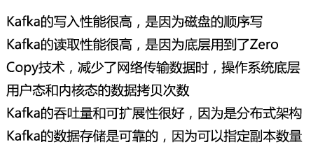 Kafka的写入性能很高，是因为磁盘的顺序写
Kafka的读取性能很高，是因为底层用到了Zero
Copy技术，减少了网络传输数据时，操作系统底层
用户态和内核态的数据拷贝次数
Kafka的吞吐量和可扩展性很好，因为是分布式架构
Kafka的数据存储是可靠的，因为可以指定副本数量